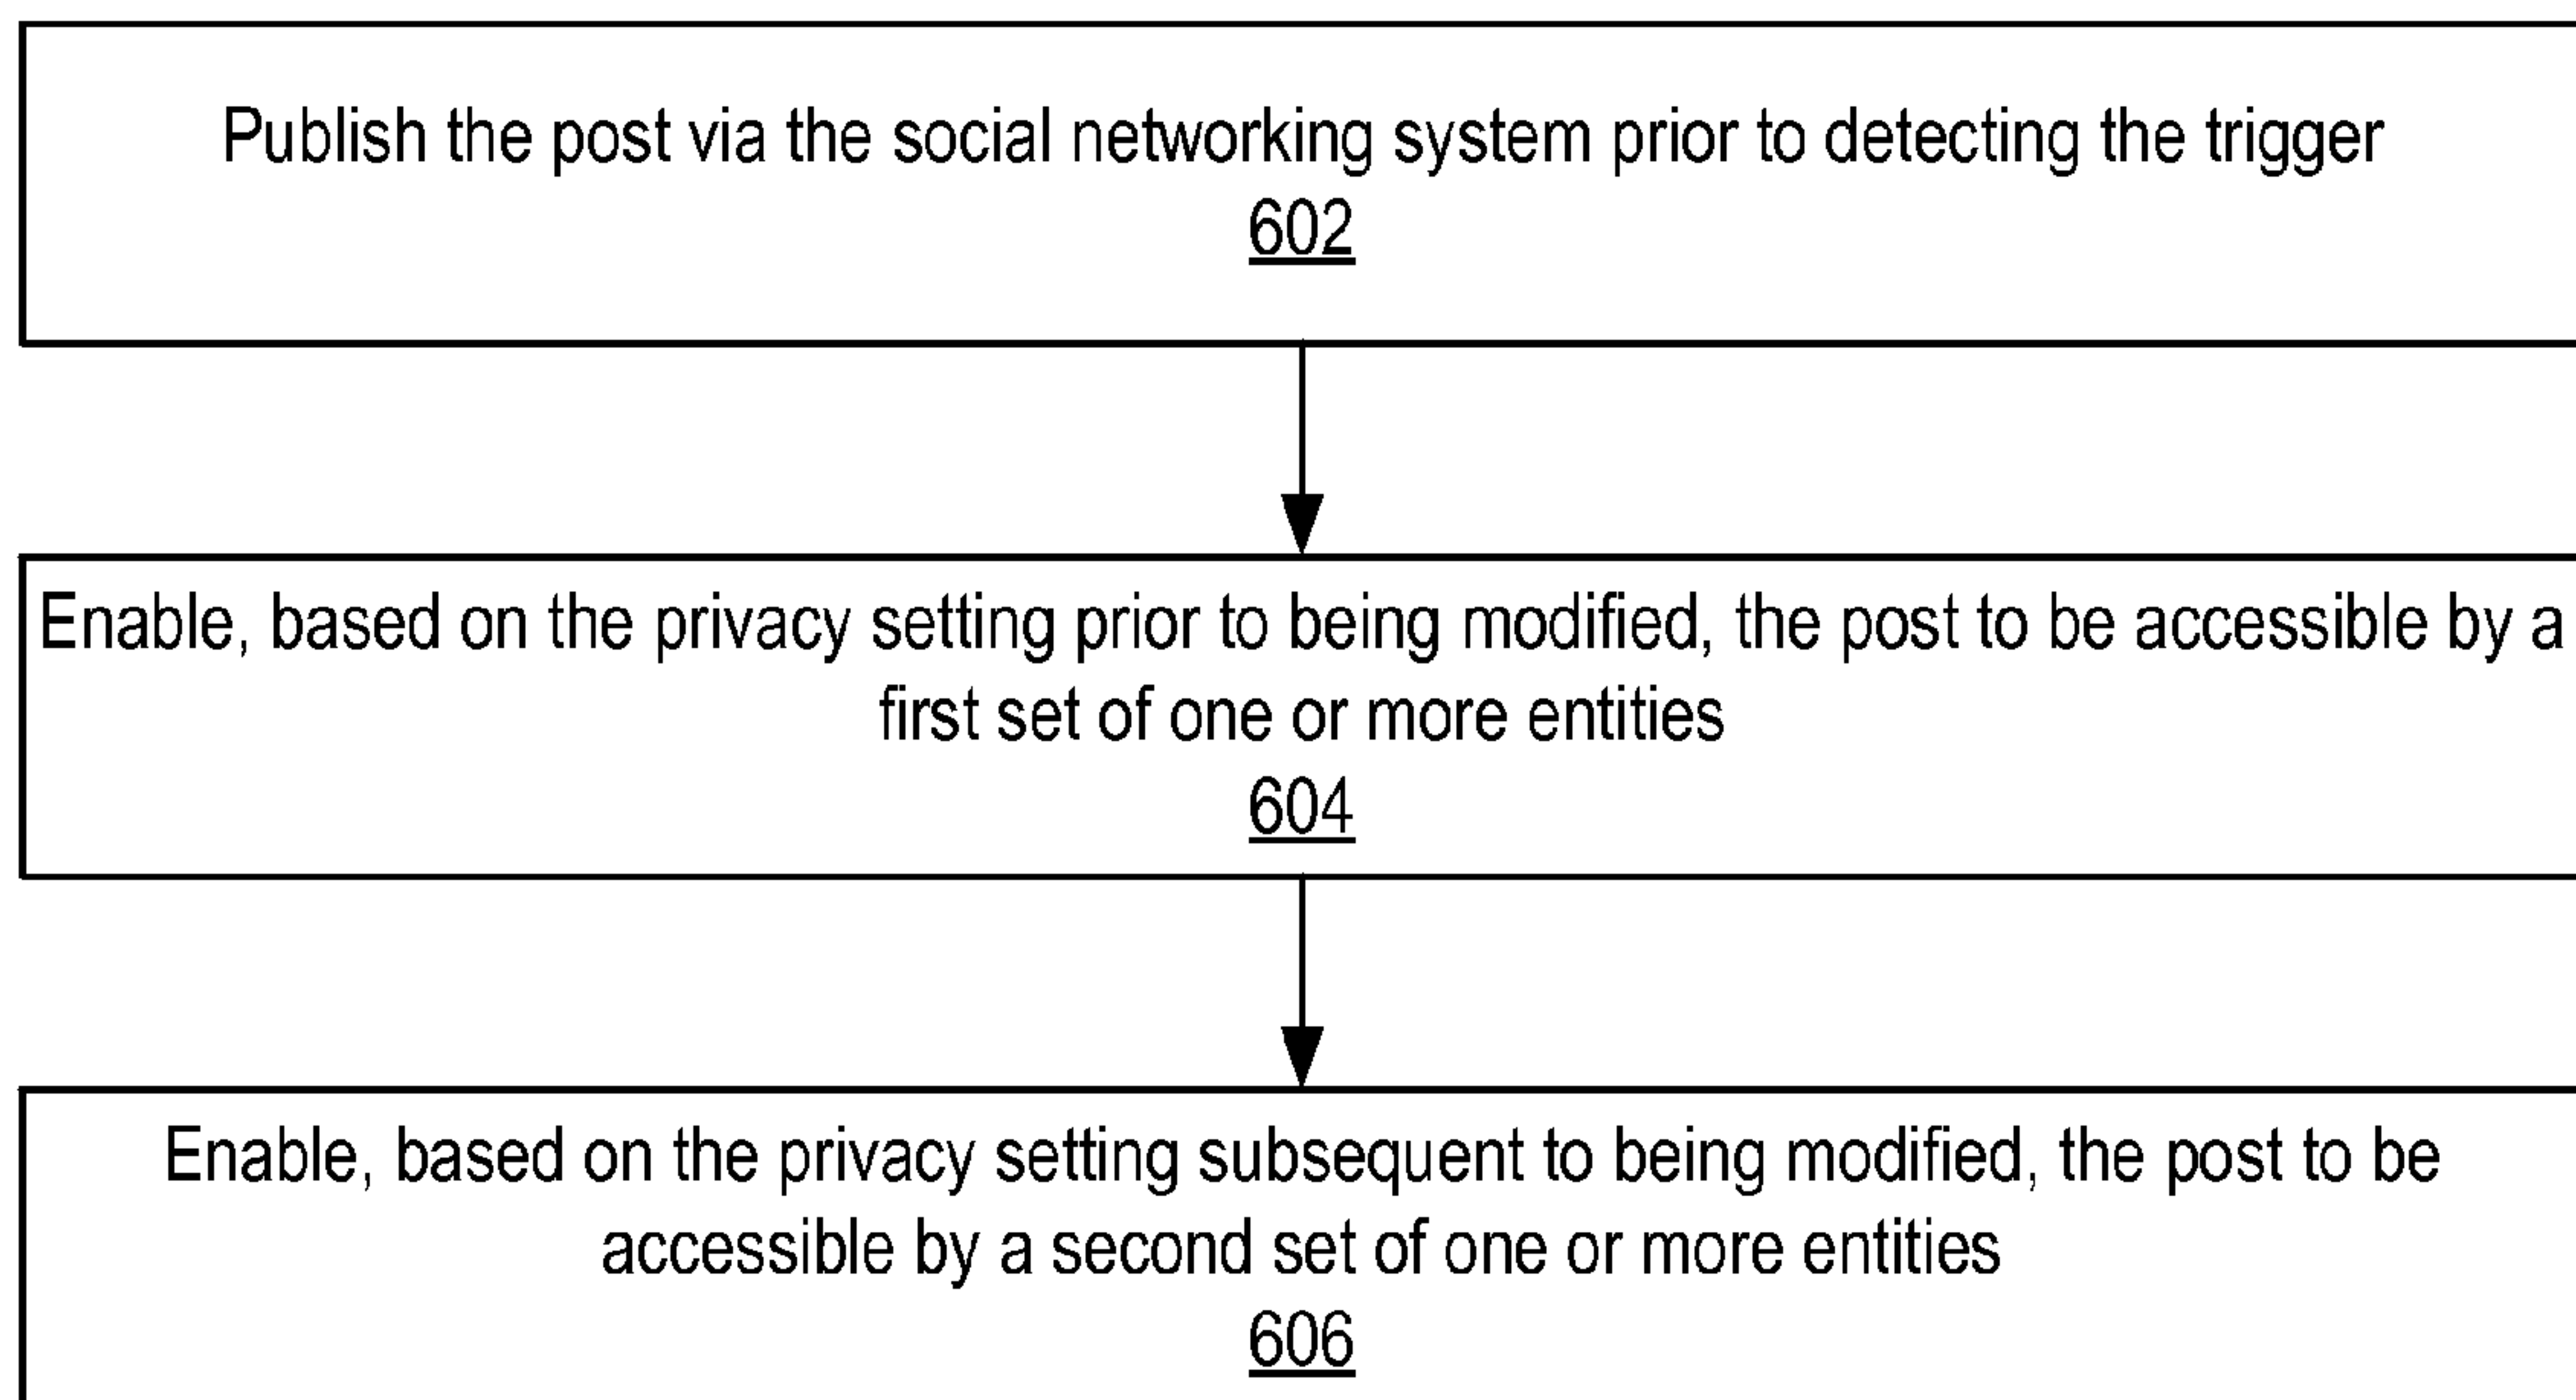 Publish the post via the social networking system prior to detecting the trigger
602
Enable, based on the privacy setting prior to being modified, the post to be accessible by a
first set of one or more entities
604
Enable, based on the privacy setting subsequent to being modified, the post to be
accessible by a second set of one or more entities
606